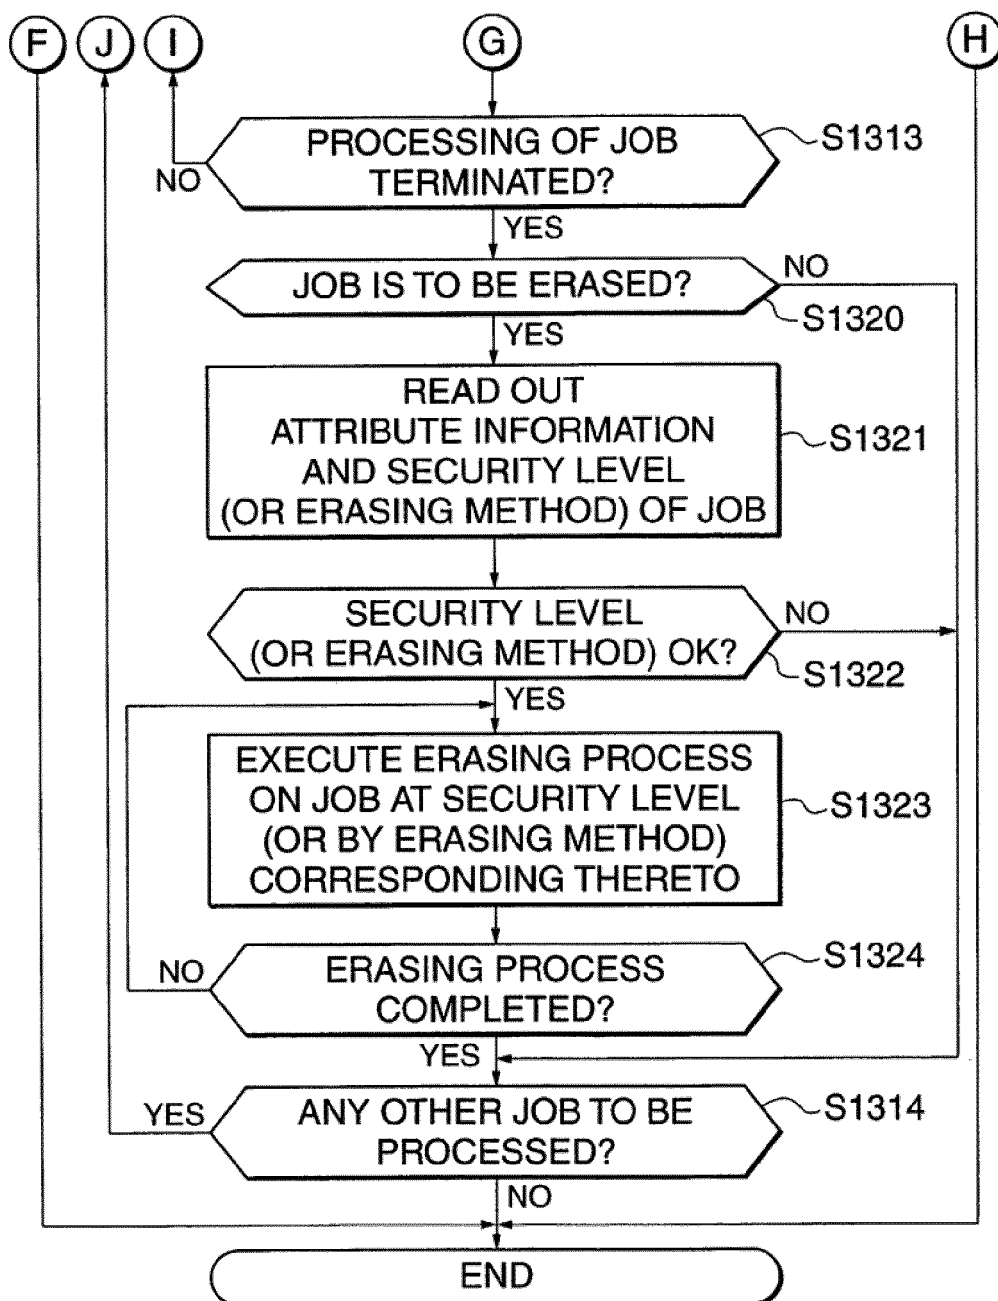 F J I G H
PROCESSING OF JOB
TERMINATED?
S1313
NO
YES
JOB IS TO BE ERASED?
NO
S1320
YES
READ OUT
ATTRIBUTE INFORMATION
AND SECURITY LEVEL
(OR ERASING METHOD) OF JOB
S1321
SECURITY LEVEL
(OR ERASING METHOD) OK?
NO
S1322
YES
EXECUTE ERASING PROCESS
ON JOB AT SECURITY LEVEL
(OR BY ERASING METHOD)
CORRESPONDING THERETO
S1323
NO
ERASING PROCESS
COMPLETED?
S1324
YES
YES
ANY OTHER JOB TO BE
PROCESSED?
S1314
NO
END